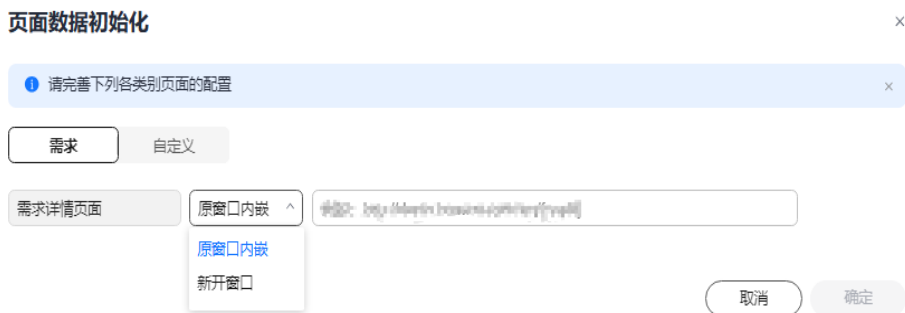 页面数据初始化
请完善下列各类别页面的配置
需求 自定义
需求详情页面 原窗口内嵌
原窗口内嵌
新开窗口
取消 确定